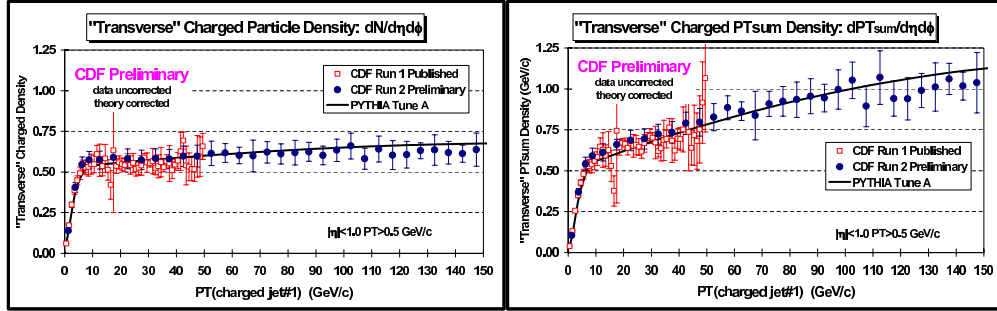 "Transverse" Charged Particle Density: dN/dηdϕ
1.25
1.00
0.75
0.50
0.25
0.00
"Transverse" Charged Density
CDF Preliminary
data uncorrected
theory corrected
CDF Run 1 Published
CDF Run 2 Preliminary
PYTHIA Tune A
|η|<1.0 PT>0.5 GeV/c
0 10 20 30 40 50 60 70 80 90 100 110 120 130 140 150
PT(charged jet#1) (GeV/c)
"Transverse" Charged PTsum Density: dPTsum/dηdϕ
1.25
1.00
0.75
0.50
0.25
0.00
"Transverse" PTsum Density (GeV/c)
CDF Preliminary
data uncorrected
theory corrected
CDF Run 1 Published
CDF Run 2 Preliminary
PYTHIA Tune A
|η|<1.0 PT>0.5 GeV/c
0 10 20 30 40 50 60 70 80 90 100 110 120 130 140 150
PT(charged jet#1) (GeV/c)